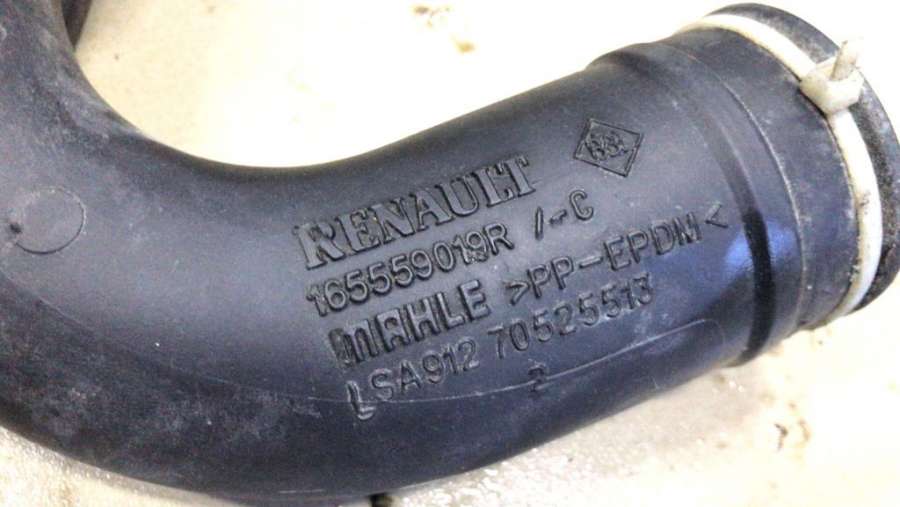 RENAULT
165559019R /-C
MAHLE >PP-EPDM<
LSA912 70525513
2